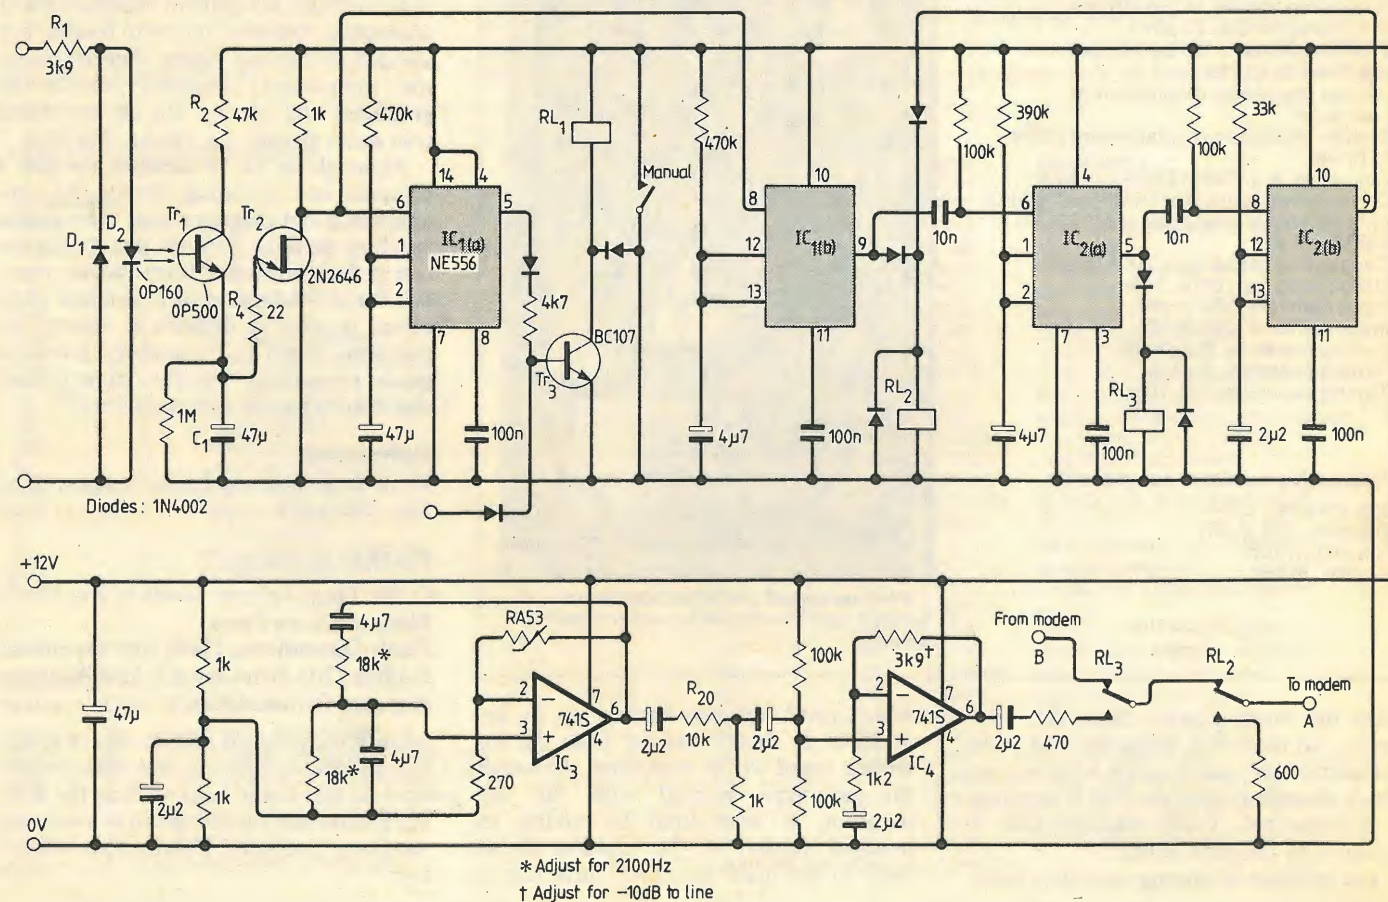 R1
3k9
R2
47k
1k
470k
RL1
Manual
470k
100k
390k
100k
33k
14
4
6
5
1
2
7
8
IC1(a)
NE556
8
10
12
13
9
11
IC1(b)
10n
6
4
1
2
5
7
3
IC2(a)
10n
8
10
12
13
9
11
IC2(b)
D1
D2
Tr1
Tr2
2N2646
OP160
OP500
R4
22
4k7
BC107
Tr3
1M
C1
47µ
47µ
100n
4µ7
100n
RL2
4µ7
100n
RL3
2µ2
100n
Diodes: 1N4002
+12V
47µ
1k
2µ2
1k
4µ7
18k*
18k*
4µ7
RA53
2
3
7
6
4
741S
IC3
270
2µ2
R20
10k
2µ2
1k
100k
100k
3k9†
2
3
7
6
4
741S
IC4
1k2
2µ2
2µ2
470
From modem
B
RL3
RL2
To modem
A
600
0V
* Adjust for 2100Hz
† Adjust for −10dB to line